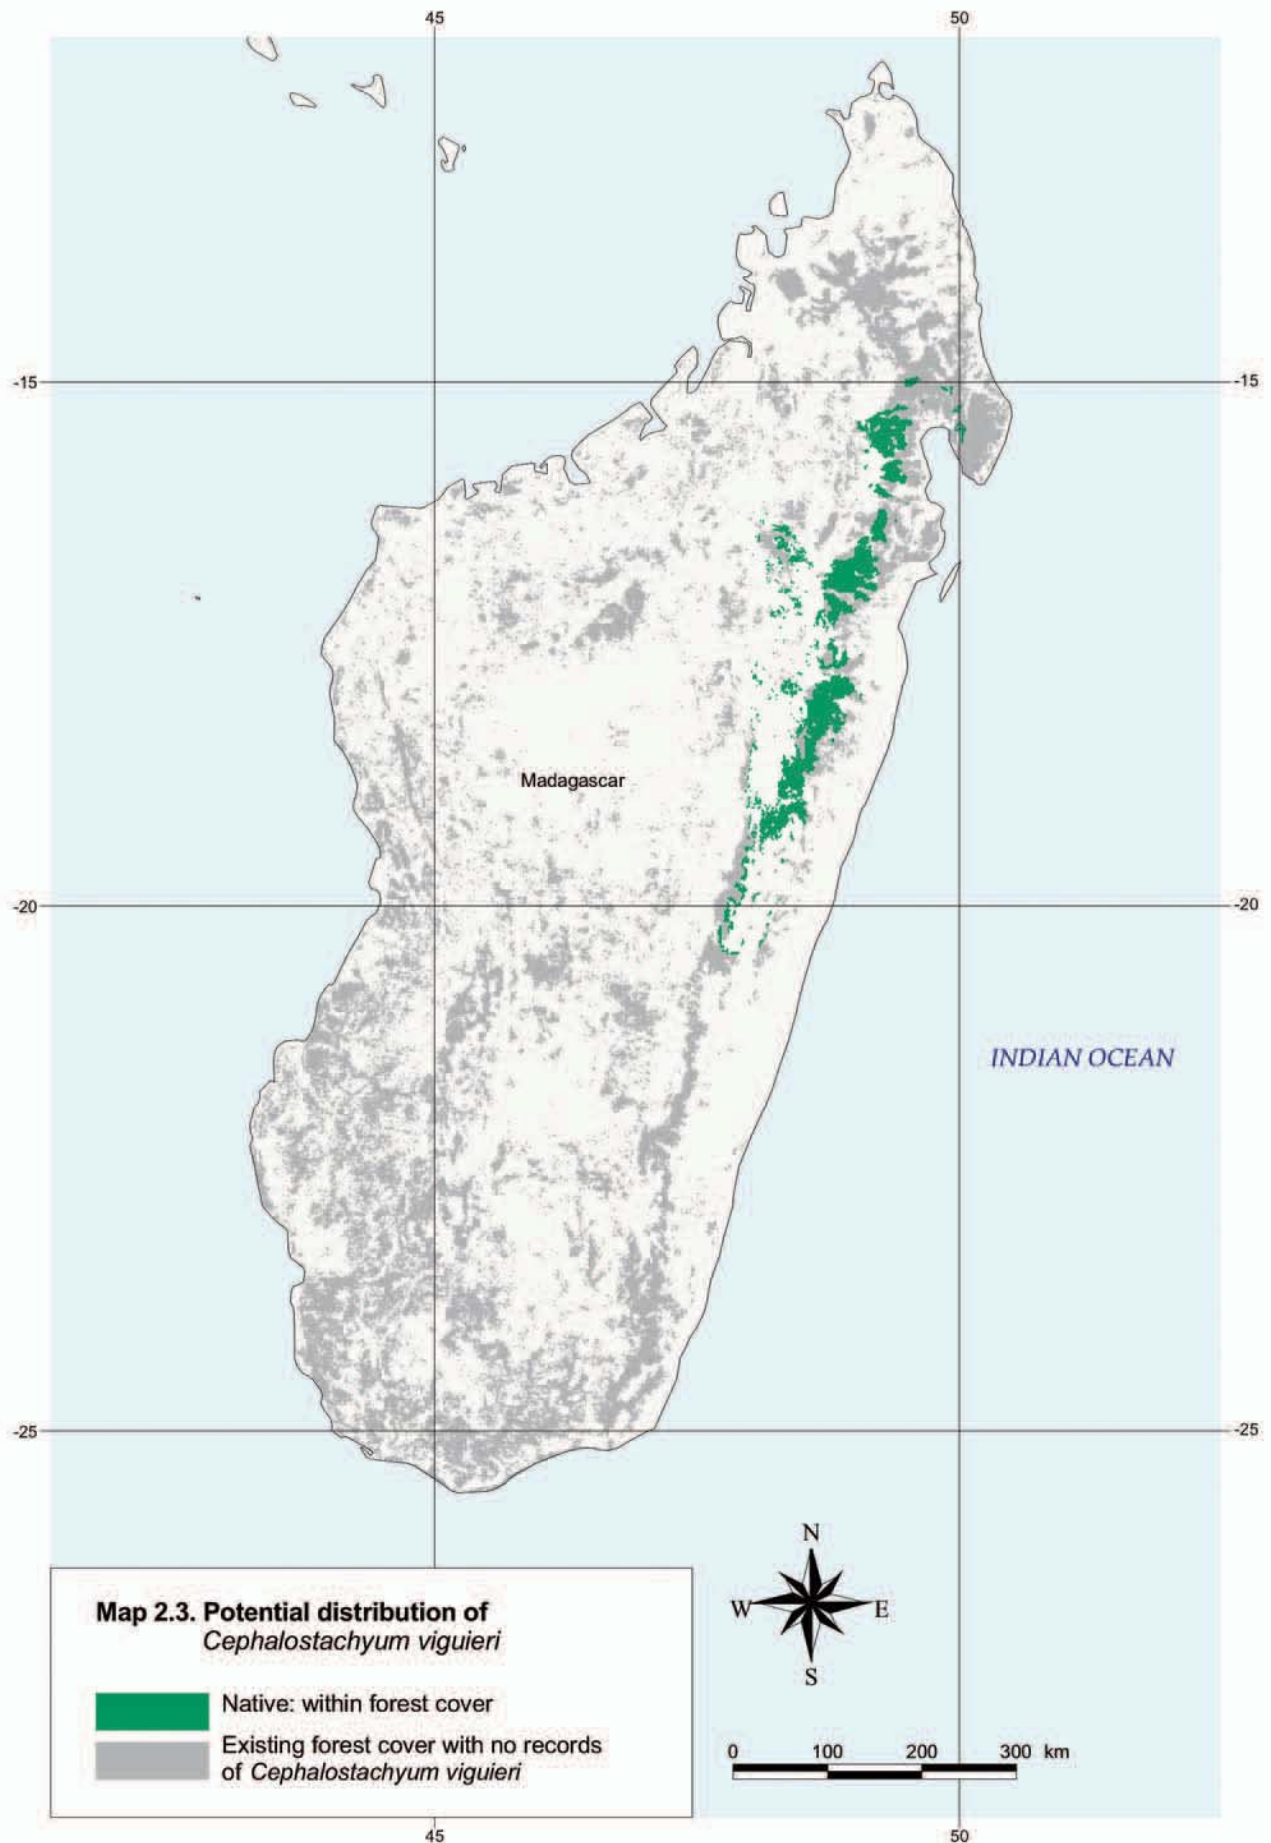 45 50
-15 -15
Madagascar
-20 -20
INDIAN OCEAN
-25 -25
N
W E
S
Map 2.3. Potential distribution of
Cephalostachyum viguieri
Native: within forest cover
Existing forest cover with no records
of Cephalostachyum viguieri
0 100 200 300 km
45 50